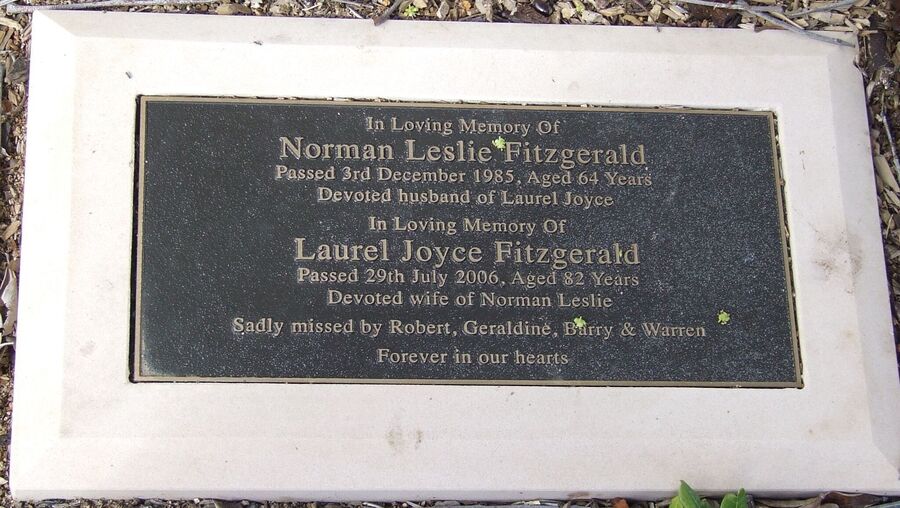 In Loving Memory Of
Norman Leslie Fitzgerald
Passed 3rd December 1985, Aged 64 Years
Devoted husband of Laurel Joyce
In Loving Memory Of
Laurel Joyce Fitzgerald
Passed 29th July 2006, Aged 82 Years
Devoted wife of Norman Leslie
Sadly missed by Robert, Geraldine, Barry & Warren
Forever in our hearts